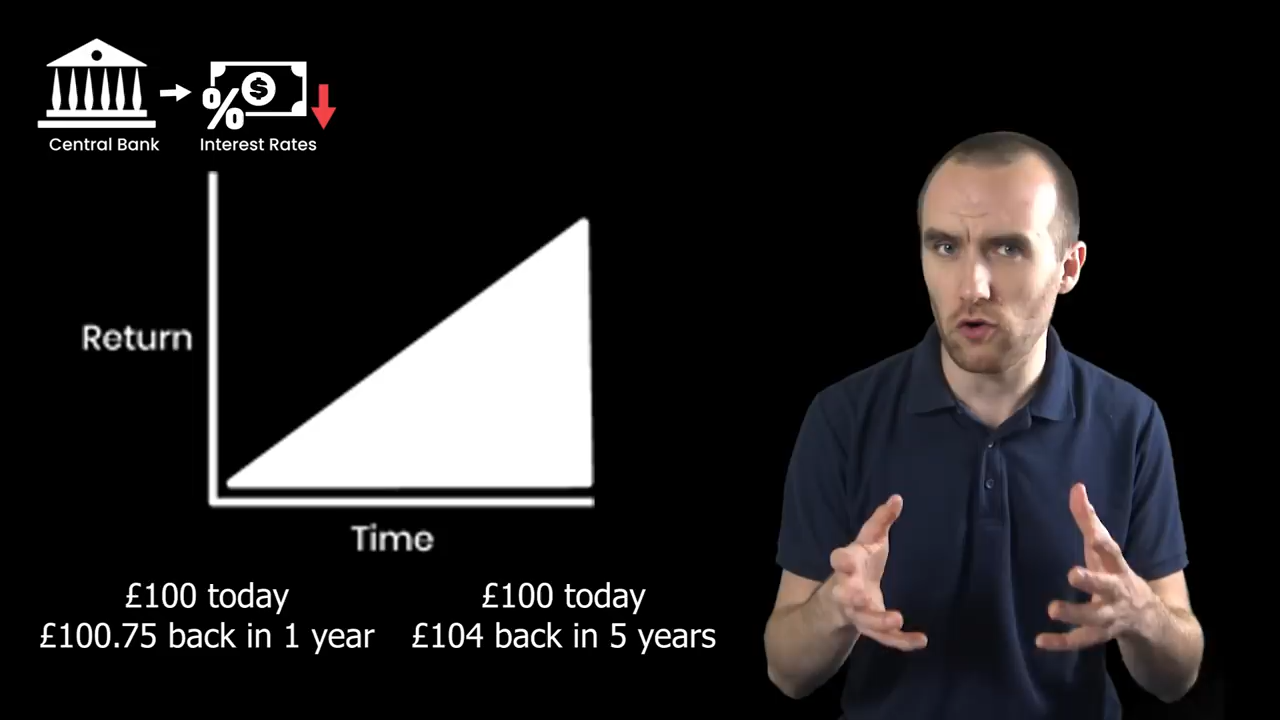 Central Bank
Interest Rates
Return
Time
£100 today
£100.75 back in 1 year
£100 today
£104 back in 5 years